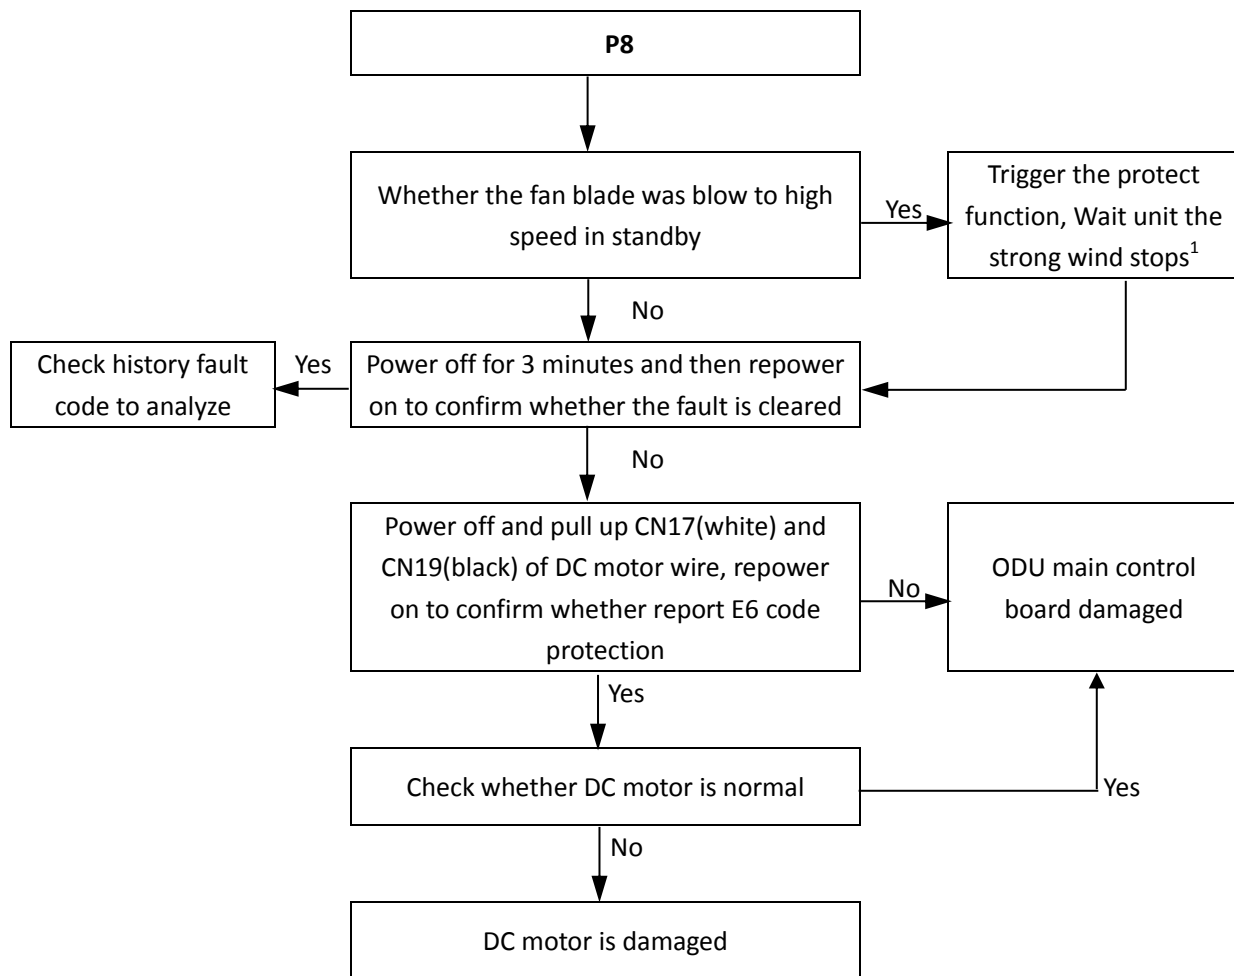 P8
Whether the fan blade was blow to high
speed in standby
Yes
Trigger the protect
function, Wait unit the
strong wind stops¹
No
Check history fault
code to analyze
Yes
Power off for 3 minutes and then repower
on to confirm whether the fault is cleared
No
Power off and pull up CN17(white) and
CN19(black) of DC motor wire, repower
on to confirm whether report E6 code
protection
No
ODU main control
board damaged
Yes
Check whether DC motor is normal
Yes
No
DC motor is damaged